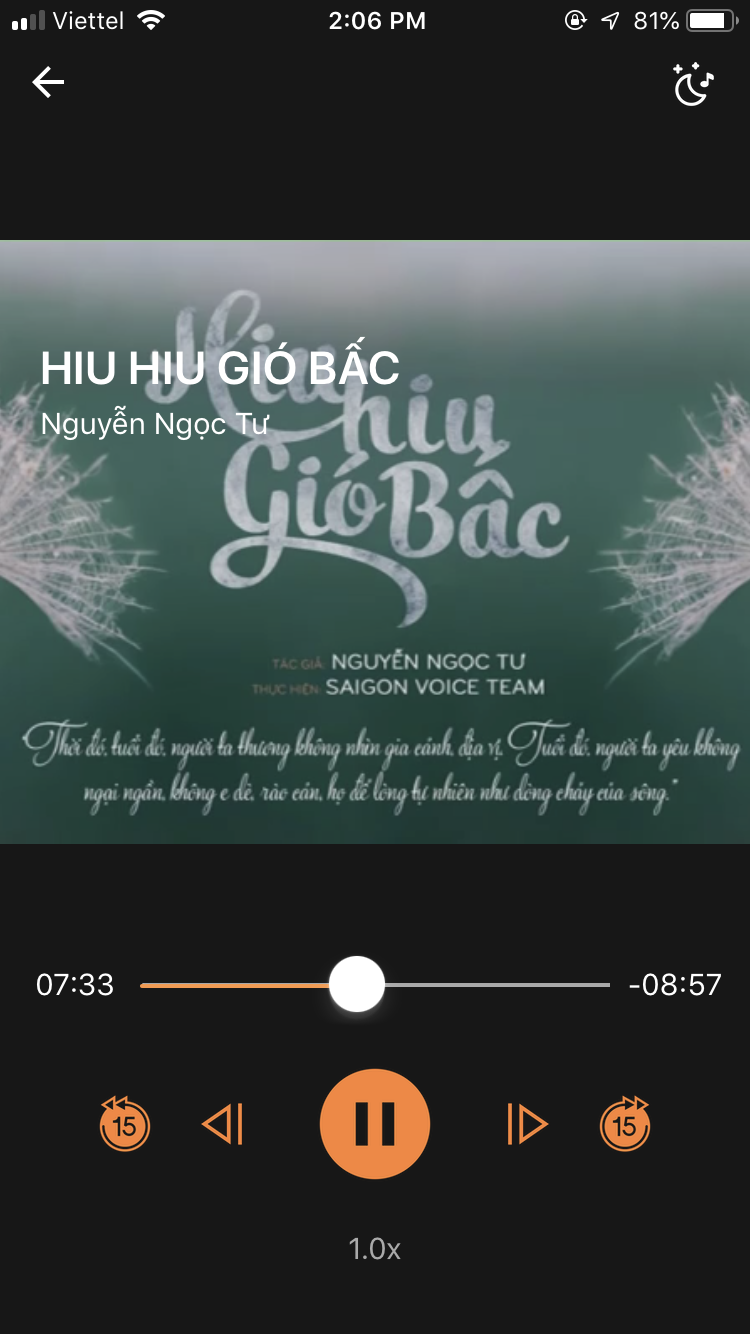 Viettel 2:06 PM 81%
HIU HIU GIÓ BẤC
Nguyễn Ngọc Tư
Hiu
hiu
Gió Bấc
TÁC GIẢ: NGUYỄN NGỌC TƯ
THỰC HIỆN: SAIGON VOICE TEAM
"Thời đó, tuổi đó, người ta thương không nhìn gia cảnh, địa vị. Tuổi đó, người ta yêu không
ngại ngần, không e dè, rào cản, họ để lòng tự nhiên như dòng chảy của sông."
07:33 -08:57
15 15
1.0x